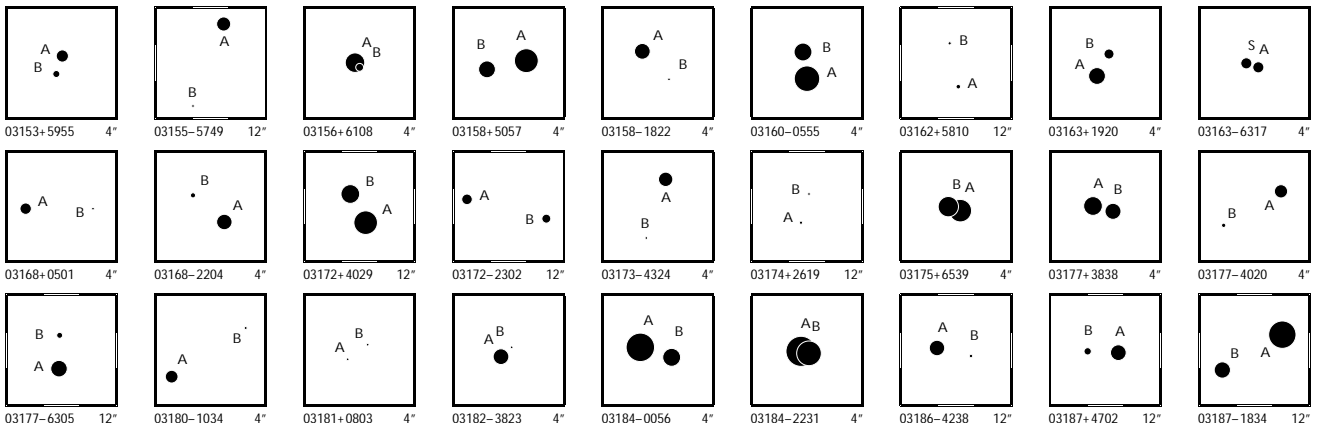 A B A B A B B A A B B A B A B A S A
03153+5955 4″ 03155−5749 12″ 03156+6108 4″ 03158+5057 4″ 03158−1822 4″ 03160−0555 4″ 03162+5810 12″ 03163+1920 4″ 03163−6317 4″
A B B A B A A B A B B A B A A B B A
03168+0501 4″ 03168−2204 4″ 03172+4029 12″ 03172−2302 12″ 03173−4324 4″ 03174+2619 12″ 03175+6539 4″ 03177+3838 4″ 03177−4020 4″
B A A B A B A B A B A B A B B A B A
03177−6305 12″ 03180−1034 4″ 03181+0803 4″ 03182−3823 4″ 03184−0056 4″ 03184−2231 4″ 03186−4238 12″ 03187+4702 12″ 03187−1834 12″